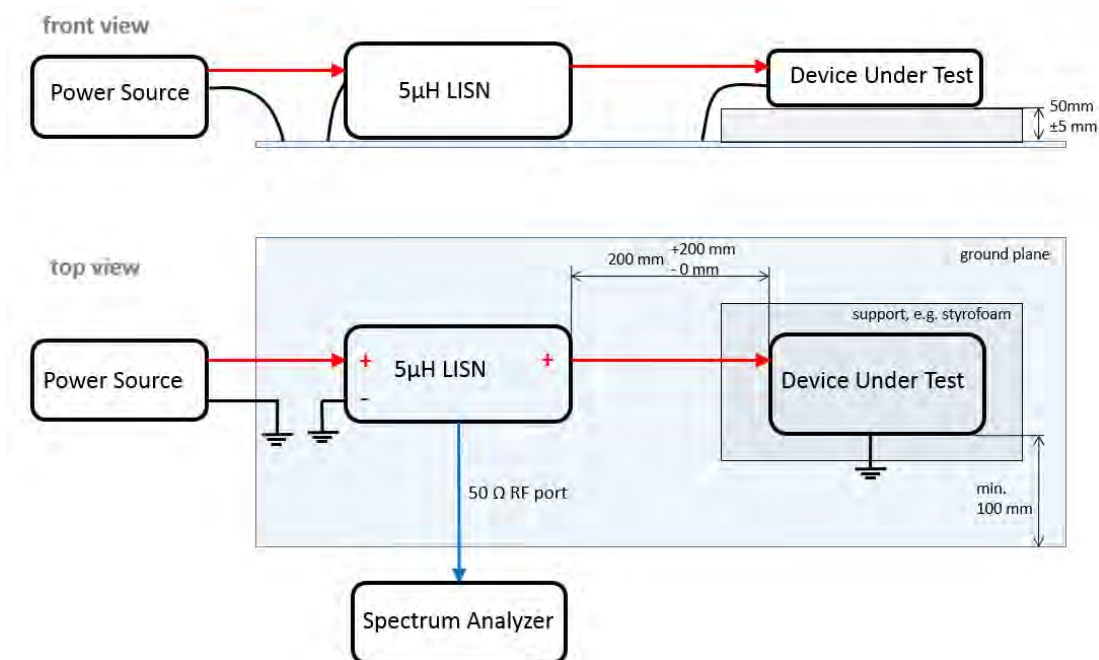 front view
Power Source
5µH LISN
Device Under Test
50mm
±5 mm
top view
200 mm +200 mm
- 0 mm
ground plane
support, e.g. styrofoam
Power Source
+
5µH LISN
+
-
Device Under Test
50 Ω RF port
min.
100 mm
Spectrum Analyzer